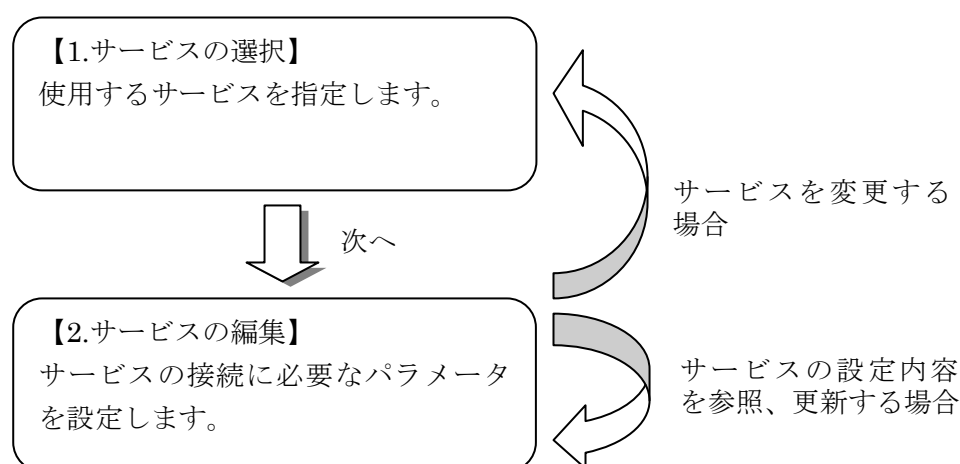 【1.サービスの選択】
使用するサービスを指定します。
サービスを変更する
場合
次へ
【2.サービスの編集】
サービスの接続に必要なパラメータ
を設定します。
サービスの設定内容
を参照、更新する場合